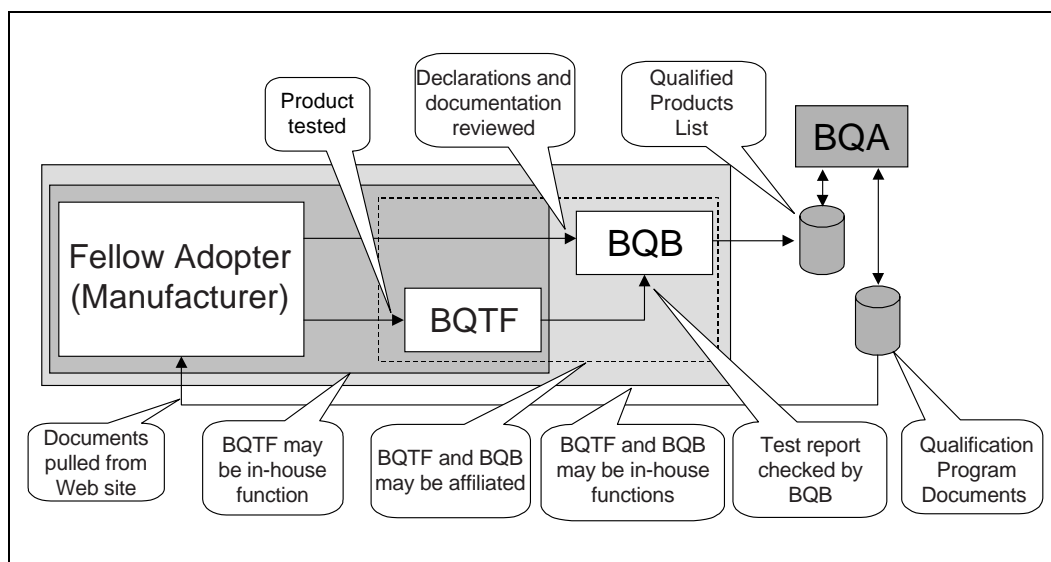 Product
tested
Declarations and
documentation
reviewed
Qualified
Products
List
BQA
Fellow Adopter
(Manufacturer)
BQB
BQTF
Documents
pulled from
Web site
BQTF may
be in-house
function
BQTF and BQB
may be affiliated
BQTF and BQB
may be in-house
functions
Test report
checked by
BQB
Qualification
Program
Documents